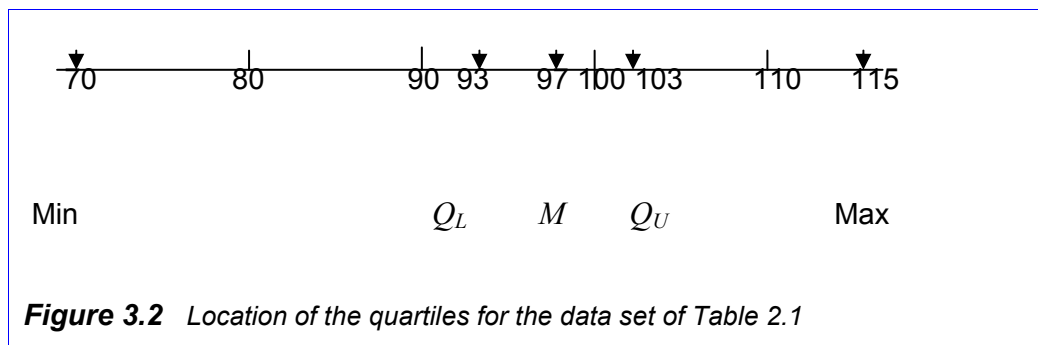 70 80 90 93 97 100 103 110 115
Min Q_L M Q_U Max
Figure 3.2 Location of the quartiles for the data set of Table 2.1